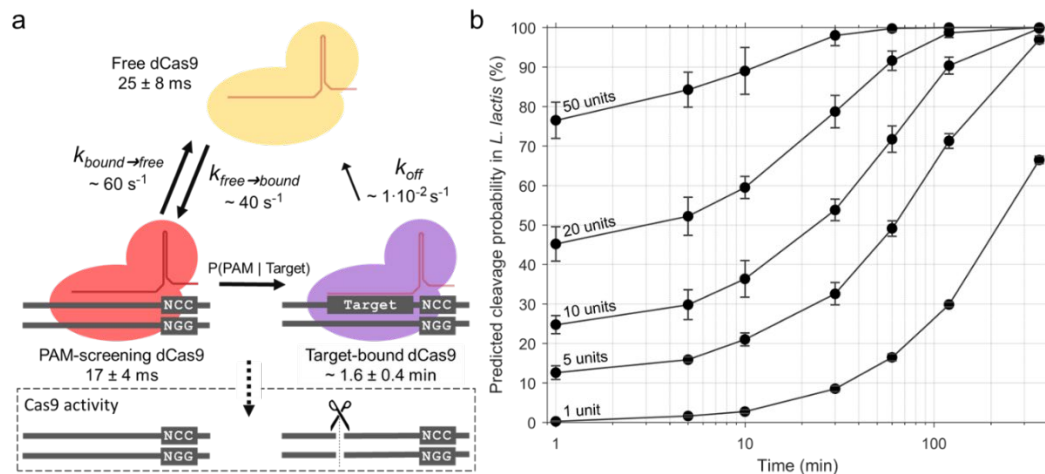 a
Free dCas9
25 ± 8 ms
k bound→free
~ 60 s⁻¹
k free→bound
~ 40 s⁻¹
k off
~ 1·10⁻² s⁻¹
P(PAM | Target)
NCC
NGG
Target
NCC
NGG
PAM-screening dCas9
17 ± 4 ms
Target-bound dCas9
~ 1.6 ± 0.4 min
Cas9 activity
NCC
NGG
NCC
NGG
b
Predicted cleavage probability in L. lactis (%)
100
90
80
70
60
50
40
30
20
10
0
50 units
20 units
10 units
5 units
1 unit
1
10
100
Time (min)